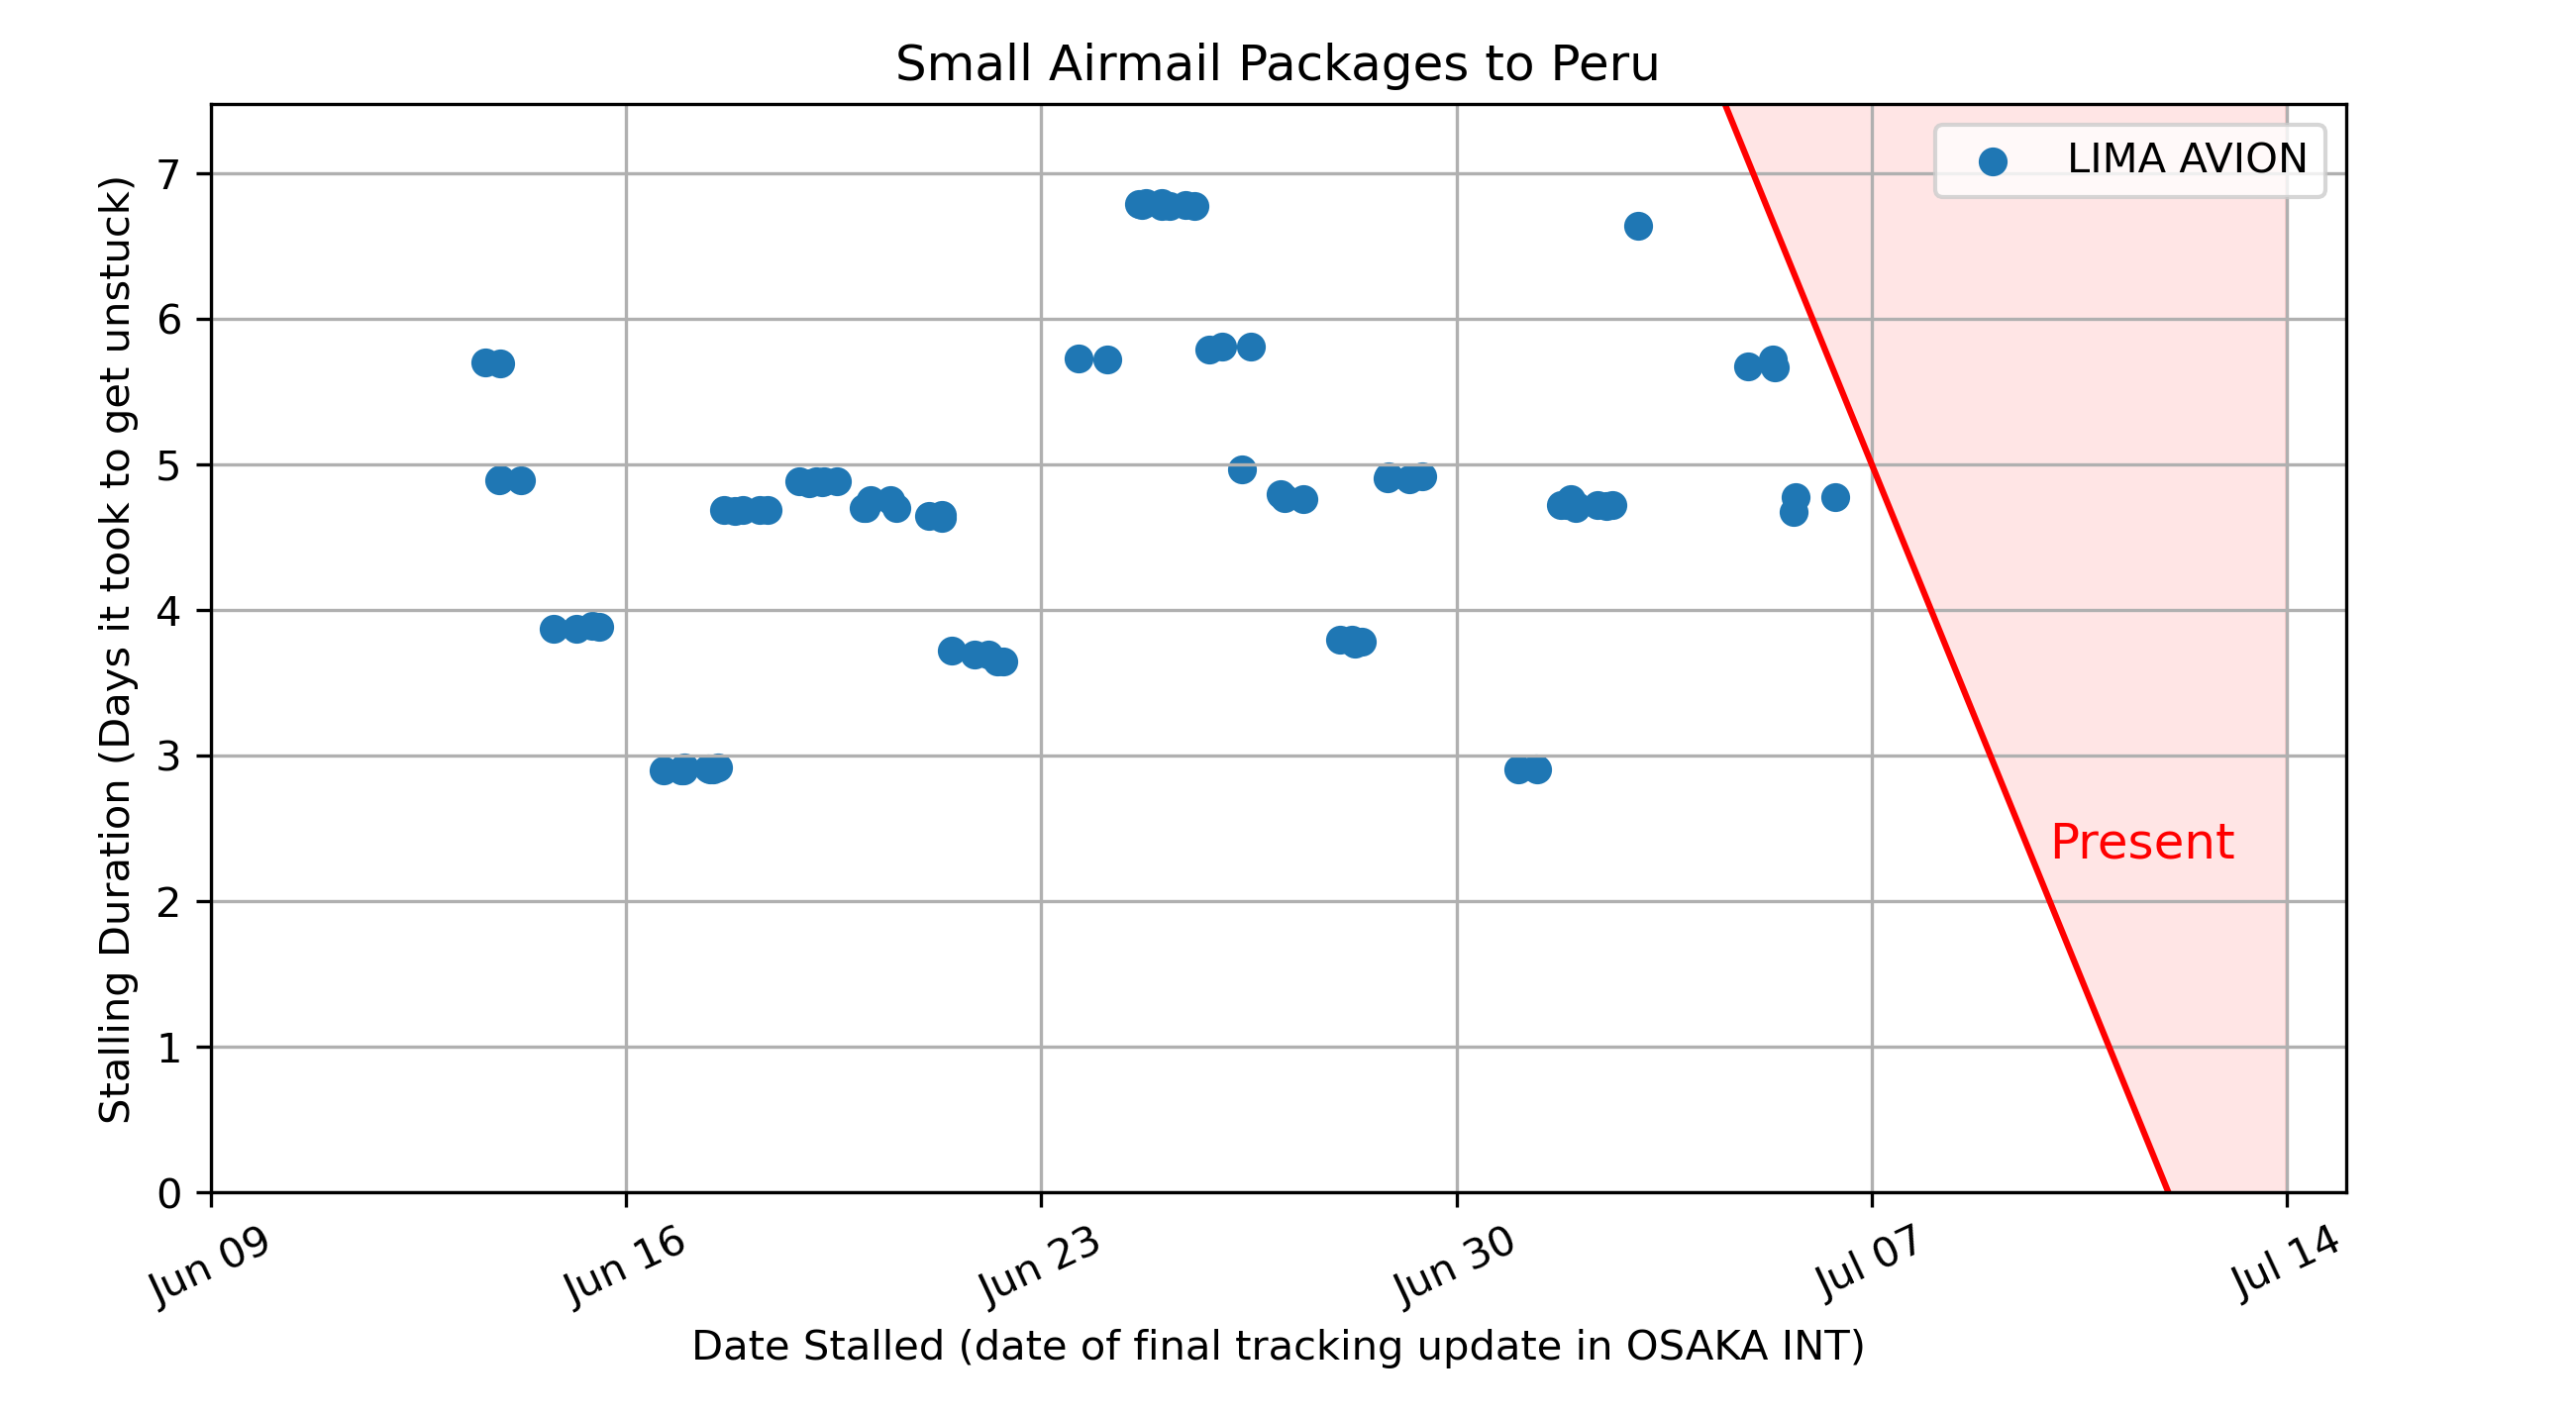 Small Airmail Packages to Peru
LIMA AVION
Stalling Duration (Days it took to get unstuck)
7
6
5
4
3
2
1
0
Present
Jun 09
Jun 16
Jun 23
Jun 30
Jul 07
Jul 14
Date Stalled (date of final tracking update in OSAKA INT)